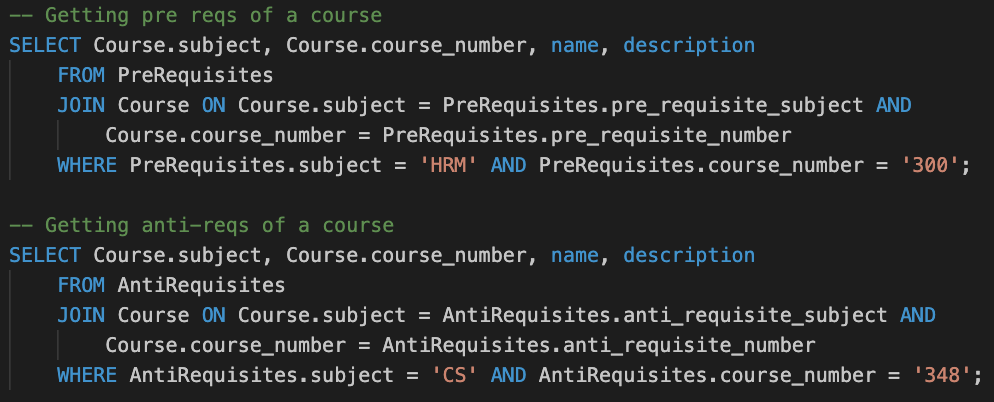 -- Getting pre reqs of a course
SELECT Course.subject, Course.course_number, name, description
FROM PreRequisites
JOIN Course ON Course.subject = PreRequisites.pre_requisite_subject AND
Course.course_number = PreRequisites.pre_requisite_number
WHERE PreRequisites.subject = 'HRM' AND PreRequisites.course_number = '300';
-- Getting anti-reqs of a course
SELECT Course.subject, Course.course_number, name, description
FROM AntiRequisites
JOIN Course ON Course.subject = AntiRequisites.anti_requisite_subject AND
Course.course_number = AntiRequisites.anti_requisite_number
WHERE AntiRequisites.subject = 'CS' AND AntiRequisites.course_number = '348';